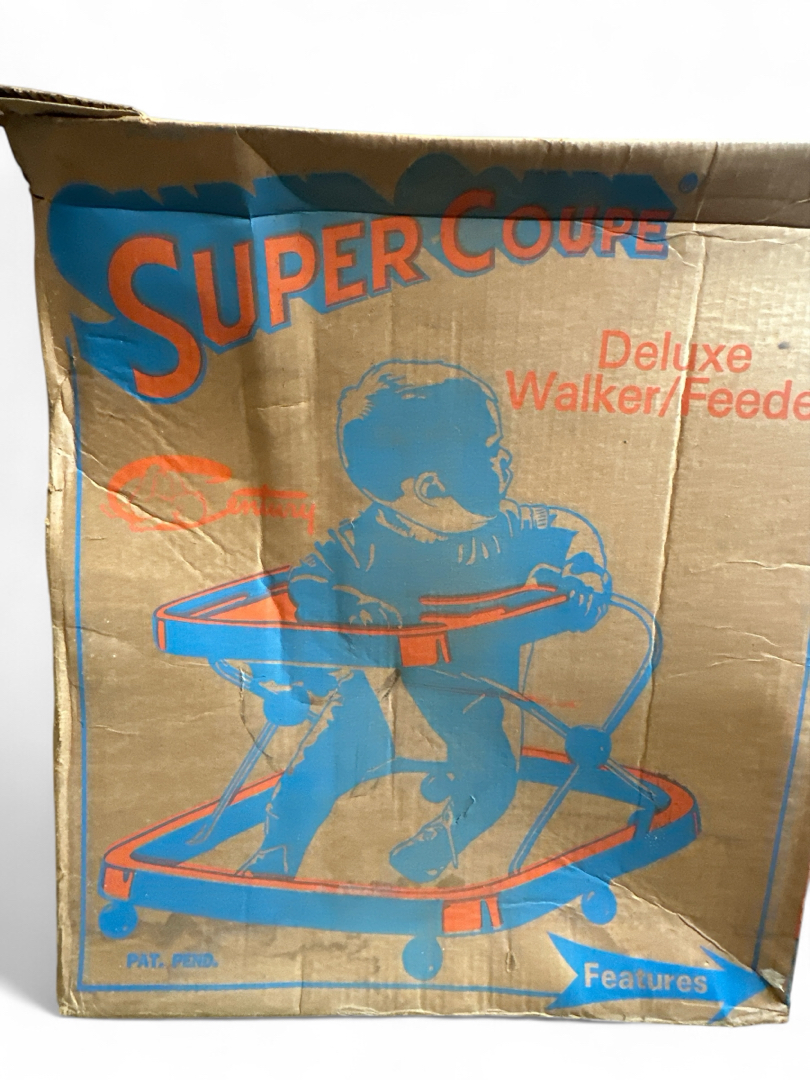 SUPER COUPE®
Deluxe
Walker/Feede
Century
PAT. PEND.
Features